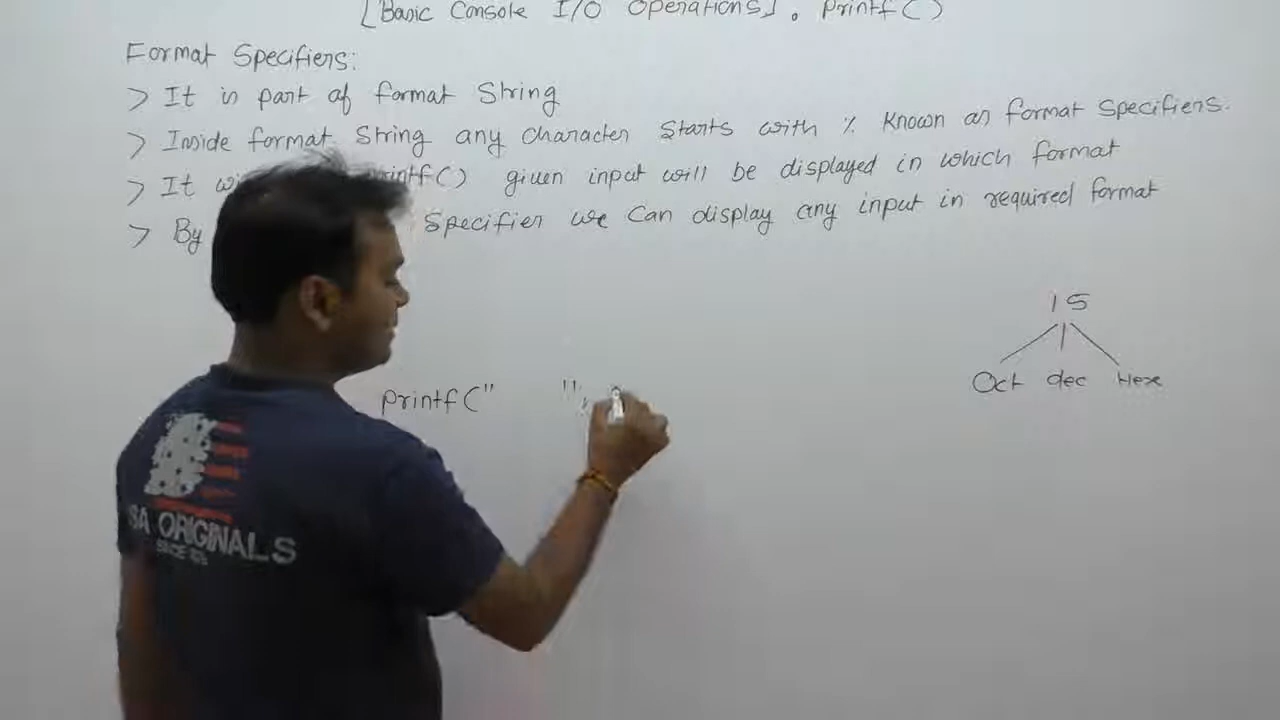 [Basic Console I/O Operations]. Printf()
Format Specifiers:
> It is part of format String
> Inside format String any character starts with % Known as format specifiers.
> It printf() given input will be displayed in which format
> By Specifier we Can display any input in required format
15
Oct dec Hexe
printf(" ",
ORIGINALS
SINCE